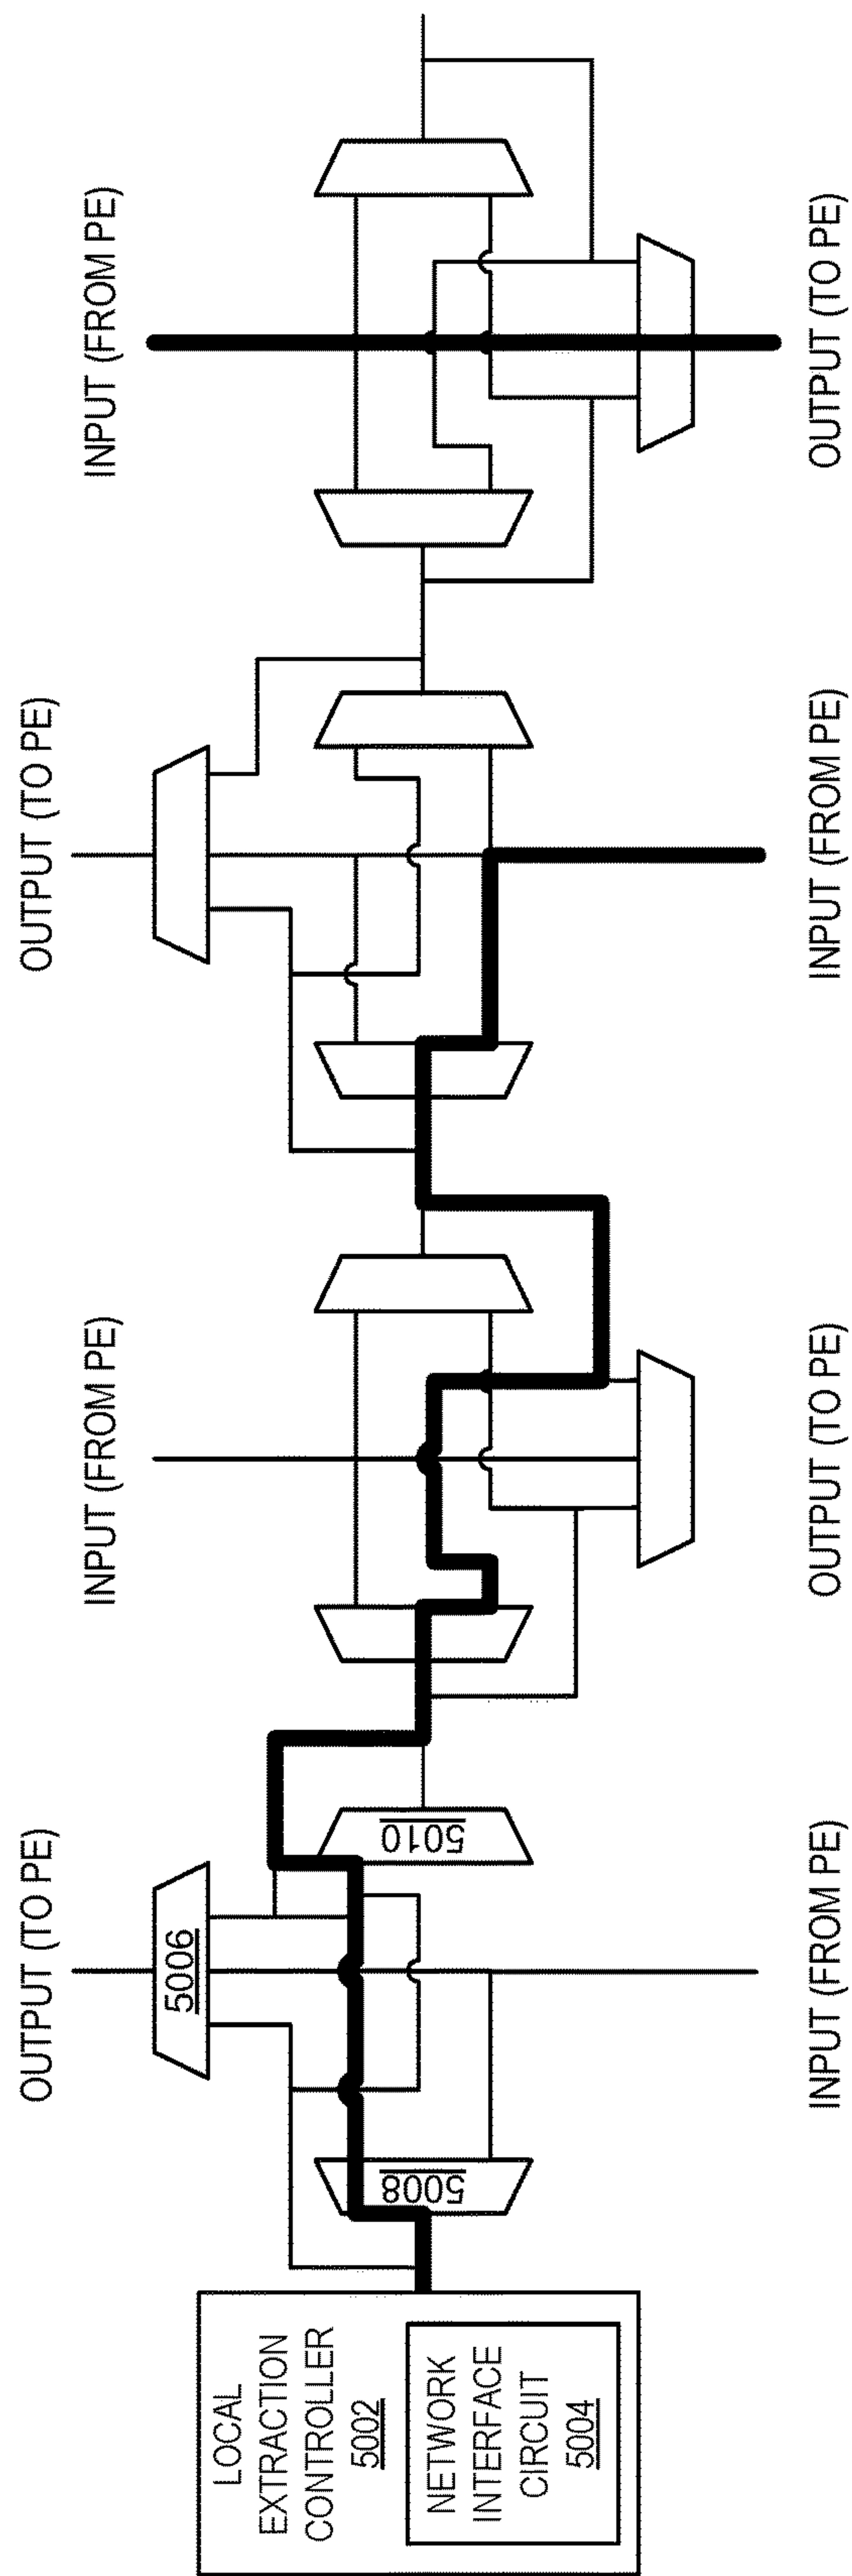 INPUT (FROM PE)
OUTPUT (TO PE)
OUTPUT (TO PE)
INPUT (FROM PE)
INPUT (FROM PE)
OUTPUT (TO PE)
OUTPUT (TO PE)
5006
5010
5008
INPUT (FROM PE)
LOCAL
EXTRACTION
CONTROLLER
5002
NETWORK
INTERFACE
CIRCUIT
5004